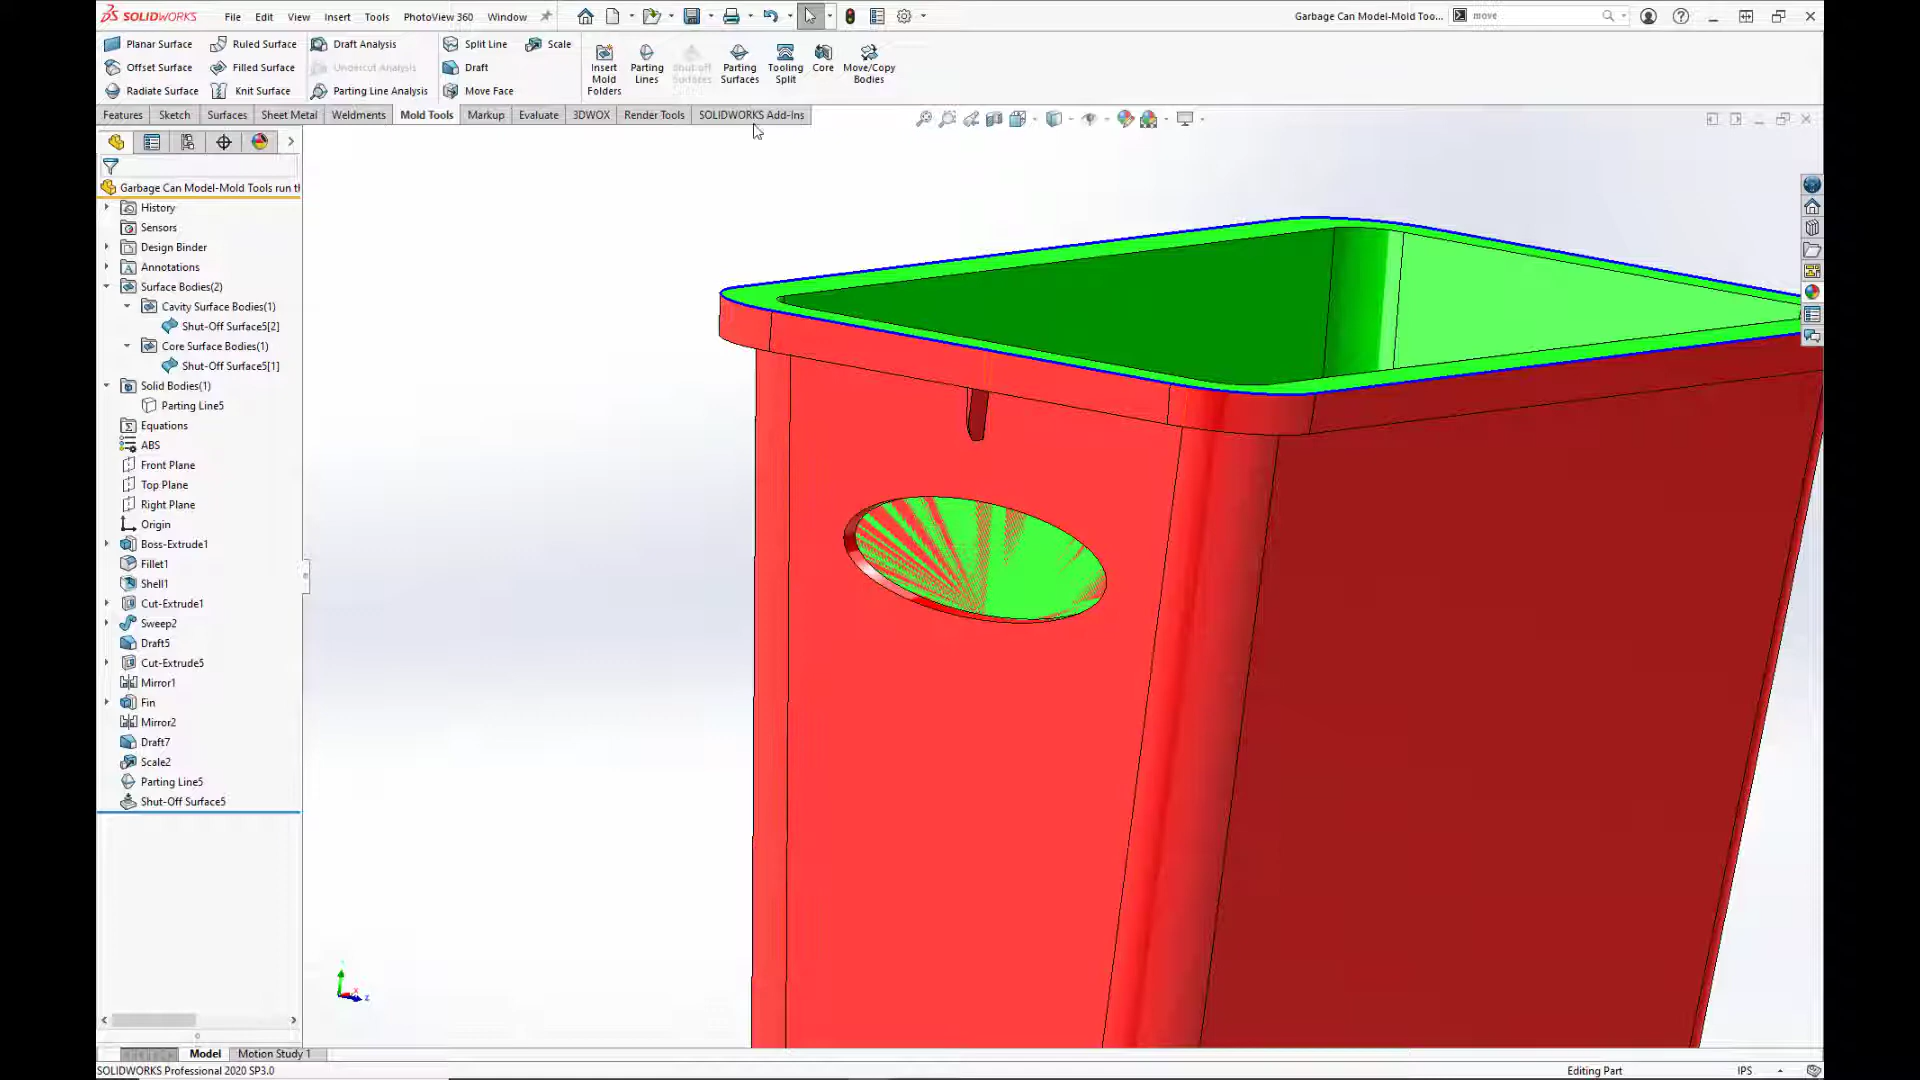 SOLIDWORKS File Edit View Insert Tools PhotoView 360 Window Garbage Can Model-Mold Too... move
Planar Surface Ruled Surface Draft Analysis Split Line Scale
Offset Surface Filled Surface Undercut Analysis Draft
Radiate Surface Knit Surface Parting Line Analysis Move Face
Insert Mold Folders
Parting Lines
Shut-off Surfaces
Parting Surfaces
Tooling Split
Core
Move/Copy Bodies
Features Sketch Surfaces Sheet Metal Weldments Mold Tools Markup Evaluate 3DWOX Render Tools SOLIDWORKS Add-Ins
Garbage Can Model-Mold Tools run t
History
Sensors
Design Binder
Annotations
Surface Bodies(2)
Cavity Surface Bodies(1)
Shut-Off Surface5[2]
Core Surface Bodies(1)
Shut-Off Surface5[1]
Solid Bodies(1)
Parting Line5
Equations
ABS
Front Plane
Top Plane
Right Plane
Origin
Boss-Extrude1
Fillet1
Shell1
Cut-Extrude1
Sweep2
Draft5
Cut-Extrude5
Mirror1
Fin
Mirror2
Draft7
Scale2
Parting Line5
Shut-Off Surface5
Model Motion Study 1
SOLIDWORKS Professional 2020 SP3.0 Editing Part IPS